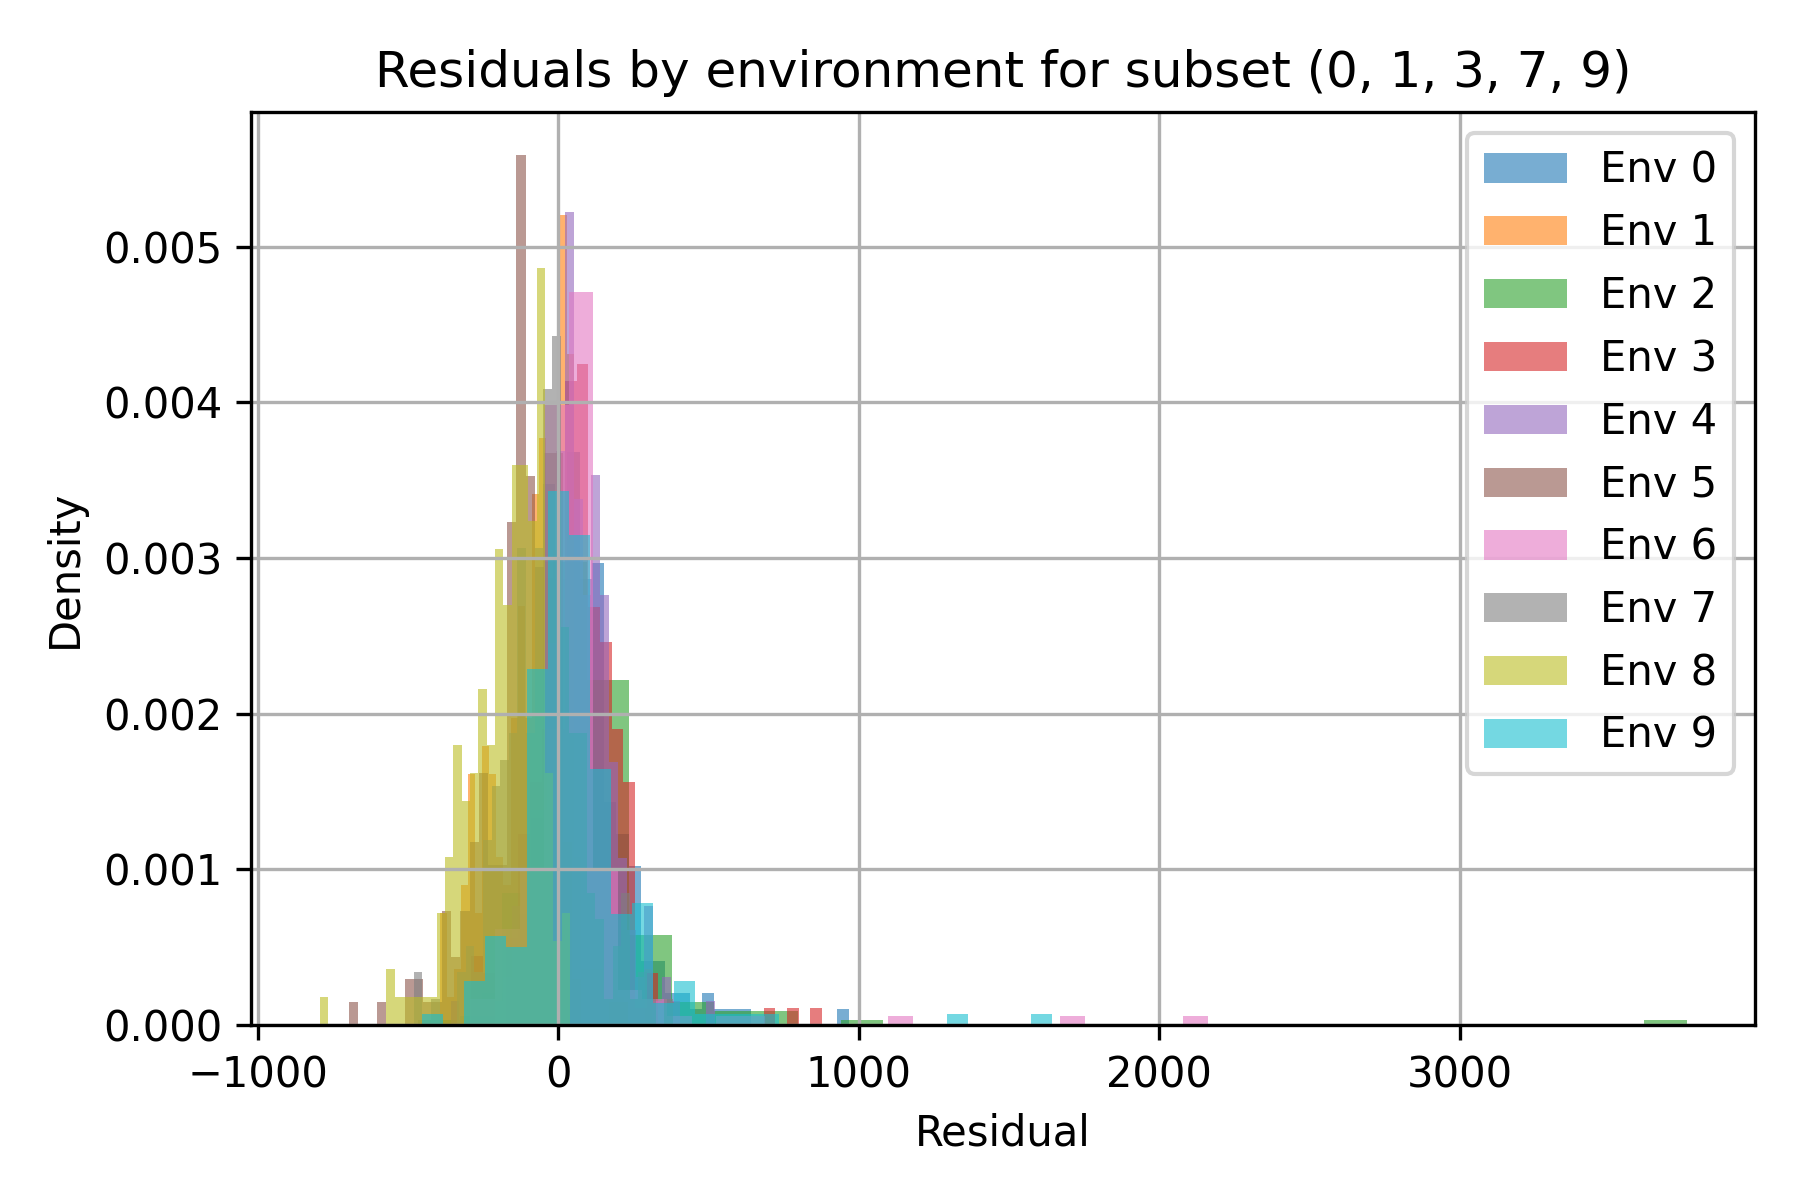 Residuals by environment for subset (0, 1, 3, 7, 9)
Density
0.005
0.004
0.003
0.002
0.001
0.000
−1000
0
1000
2000
3000
Residual
Env 0
Env 1
Env 2
Env 3
Env 4
Env 5
Env 6
Env 7
Env 8
Env 9